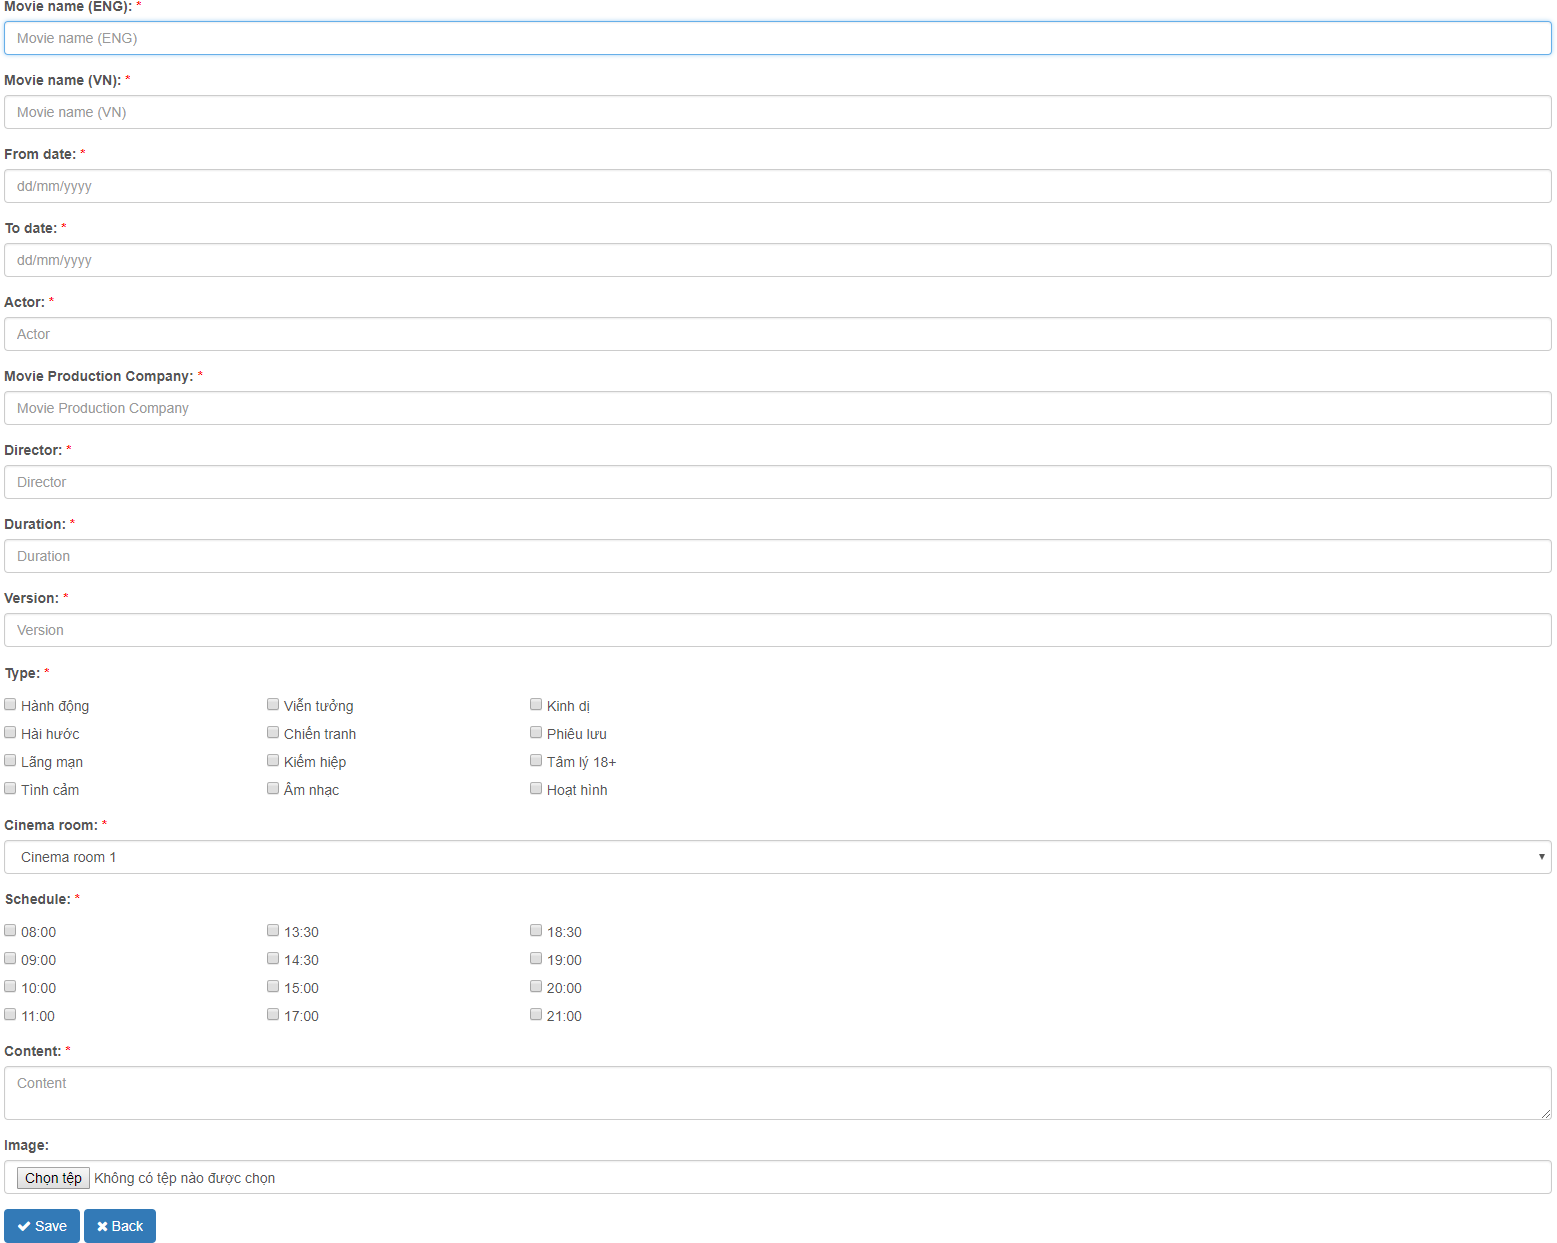 Movie name (ENG): *
Movie name (ENG)
Movie name (VN): *
Movie name (VN)
From date: *
dd/mm/yyyy
To date: *
dd/mm/yyyy
Actor: *
Actor
Movie Production Company: *
Movie Production Company
Director: *
Director
Duration: *
Duration
Version: *
Version
Type: *
Hành động Viễn tưởng Kinh dị
Hài hước Chiến tranh Phiêu lưu
Lãng mạn Kiếm hiệp Tâm lý 18+
Tình cảm Âm nhạc Hoạt hình
Cinema room: *
Cinema room 1
Schedule: *
08:00 13:30 18:30
09:00 14:30 19:00
10:00 15:00 20:00
11:00 17:00 21:00
Content: *
Content
Image:
Chọn tệp Không có tệp nào được chọn
Save Back